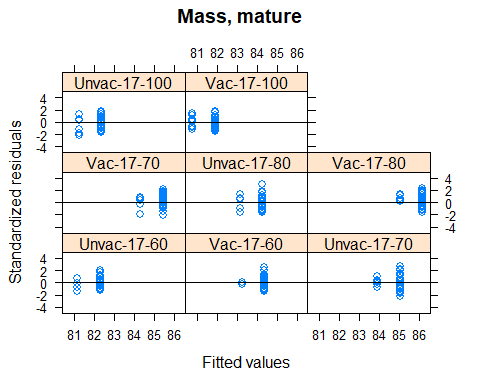 Mass, mature
81 82 83 84 85 86
Unvac-17-100 Vac-17-100
4
2
0
-2
-4
Vac-17-70 Unvac-17-80 Vac-17-80
4
2
0
-2
-4
Unvac-17-60 Vac-17-60 Unvac-17-70
4
2
0
-2
-4
81 82 83 84 85 86 81 82 83 84 85 86
Standardized residuals
Fitted values